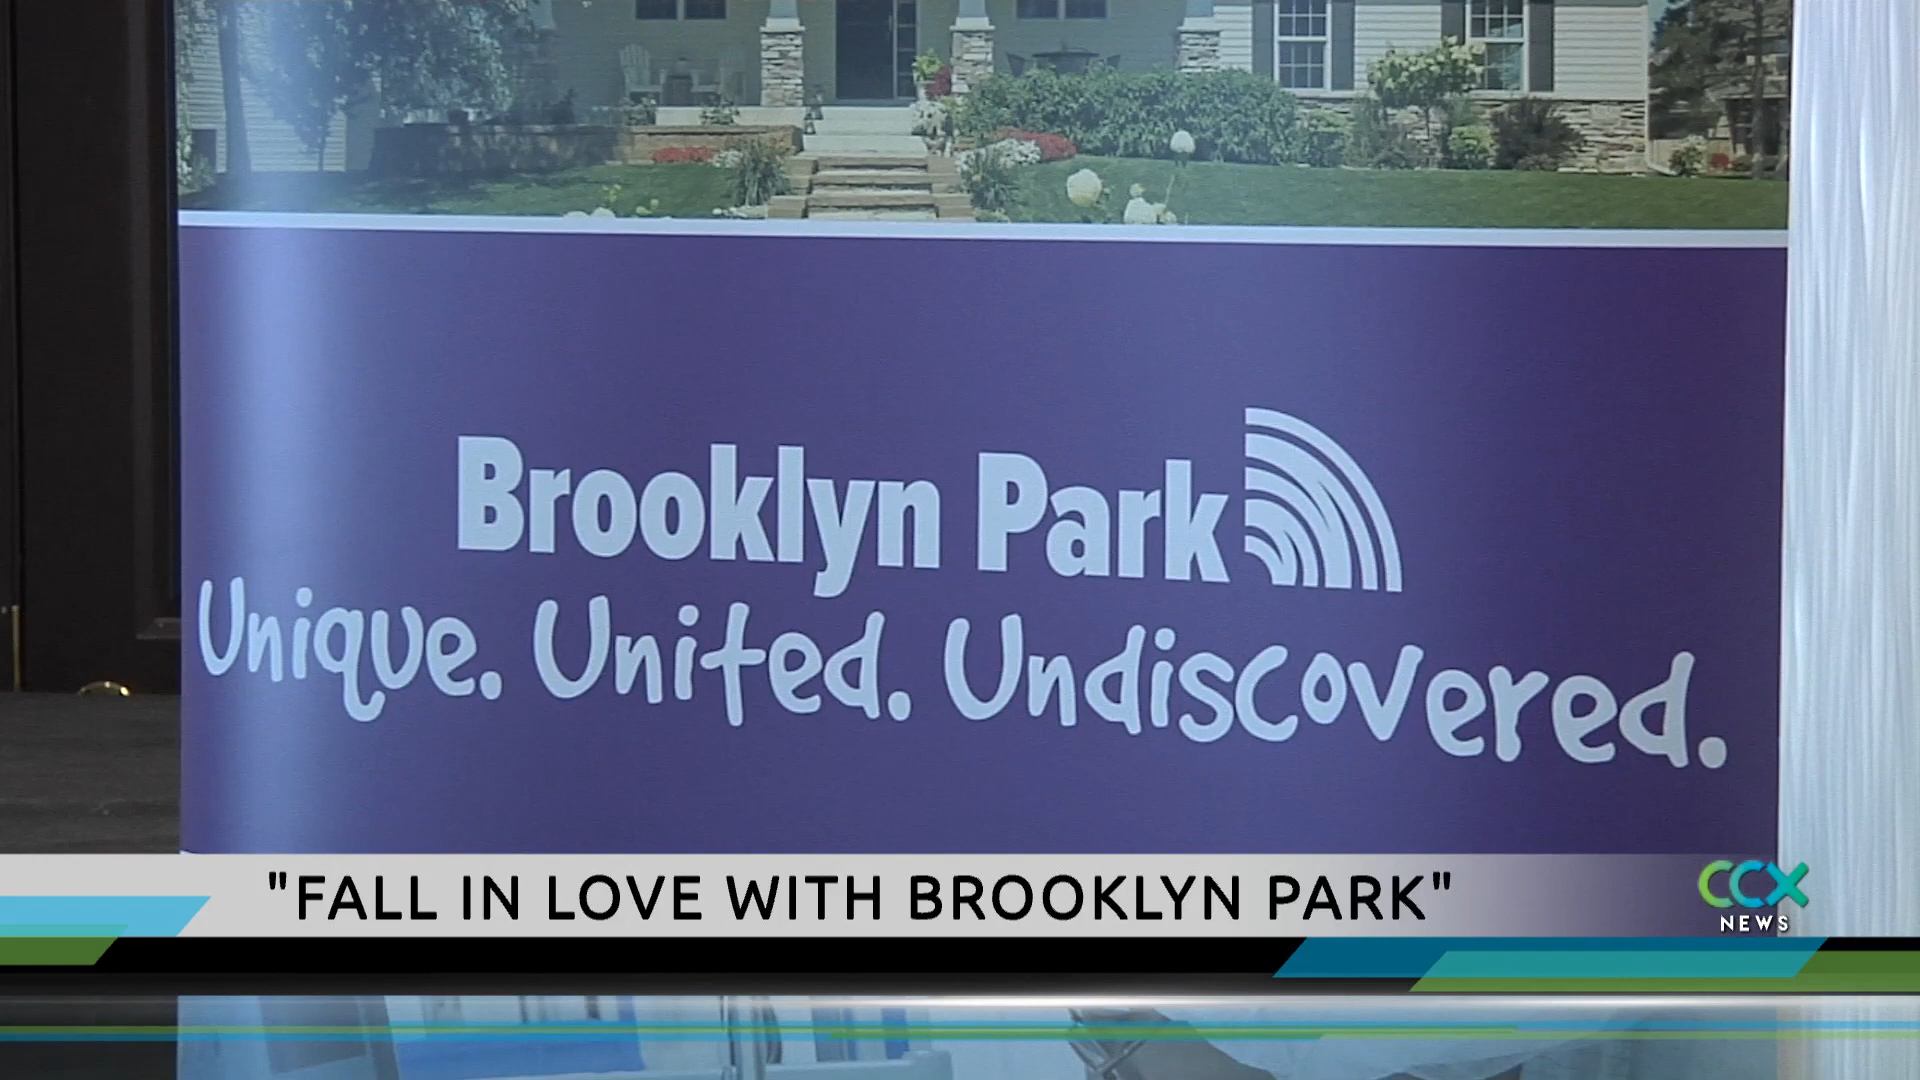 Brooklyn Park
Unique. United. Undiscovered.
"FALL IN LOVE WITH BROOKLYN PARK"
CCX
NEWS